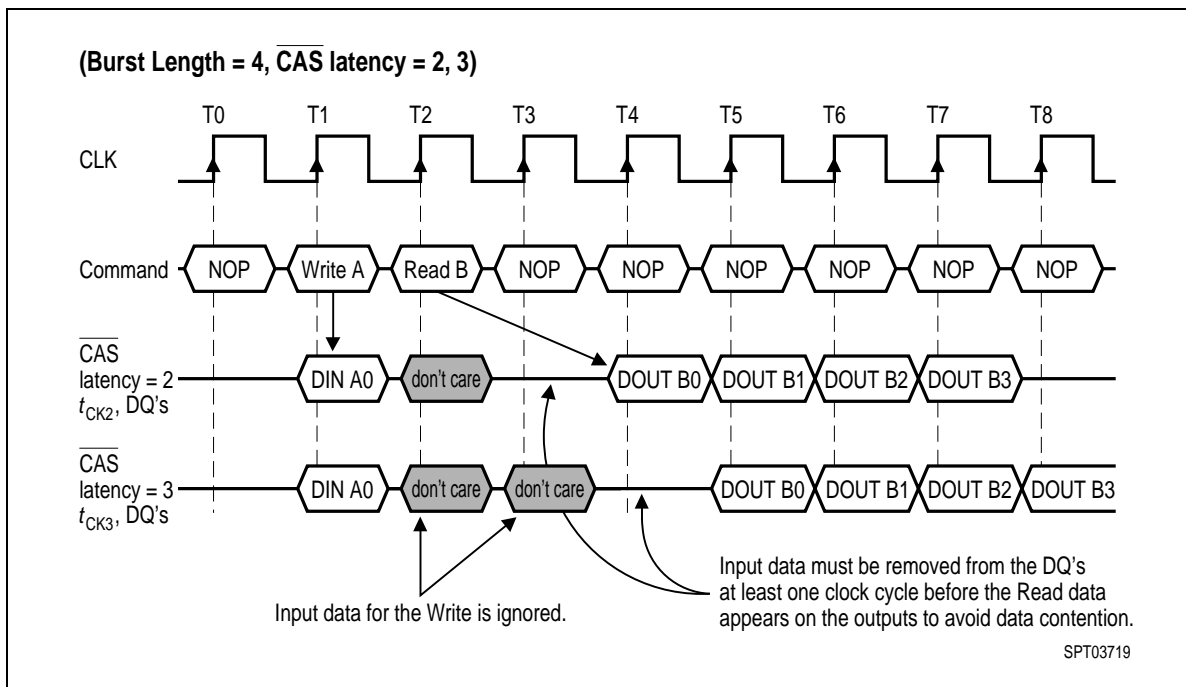 (Burst Length = 4, CAS latency = 2, 3)
T0 T1 T2 T3 T4 T5 T6 T7 T8
CLK
Command NOP Write A Read B NOP NOP NOP NOP NOP NOP
CAS
latency = 2
tCK2, DQ's
DIN A0 don't care DOUT B0 DOUT B1 DOUT B2 DOUT B3
CAS
latency = 3
tCK3, DQ's
DIN A0 don't care don't care DOUT B0 DOUT B1 DOUT B2 DOUT B3
Input data for the Write is ignored.
Input data must be removed from the DQ's
at least one clock cycle before the Read data
appears on the outputs to avoid data contention.
SPT03719